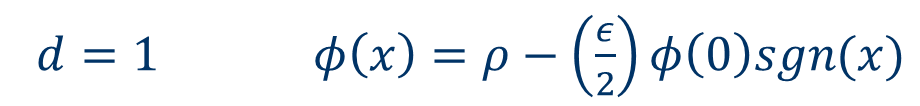 d = 1 ϕ(x) = ρ − (ϵ/2) ϕ(0)sgn(x)